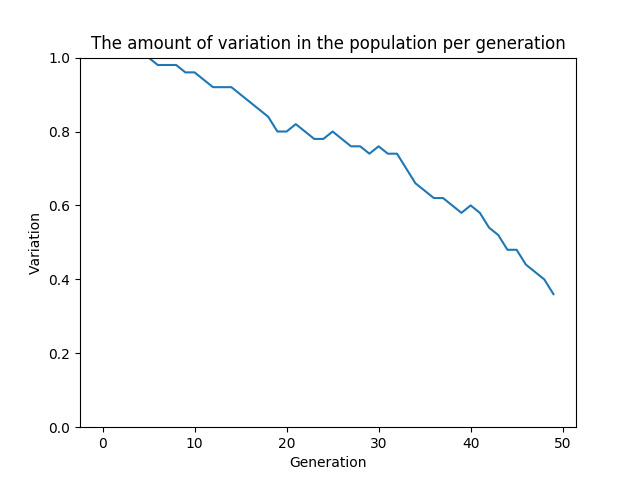 The amount of variation in the population per generation
1.0
0.8
0.6
0.4
0.2
0.0
Variation
0 10 20 30 40 50
Generation